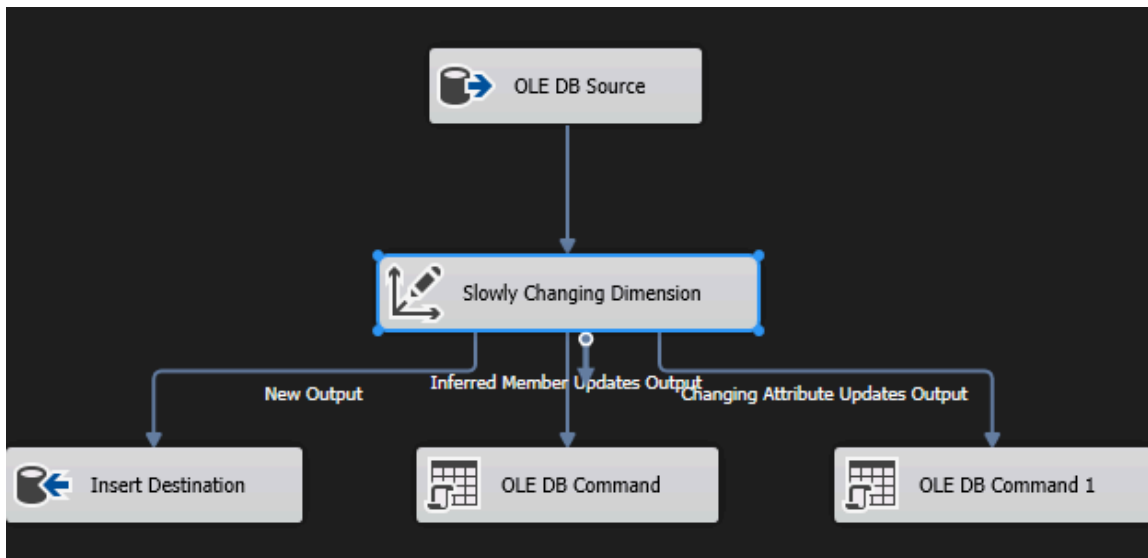 OLE DB Source
Slowly Changing Dimension
New Output
Inferred Member Updates Output
Changing Attribute Updates Output
Insert Destination
OLE DB Command
OLE DB Command 1